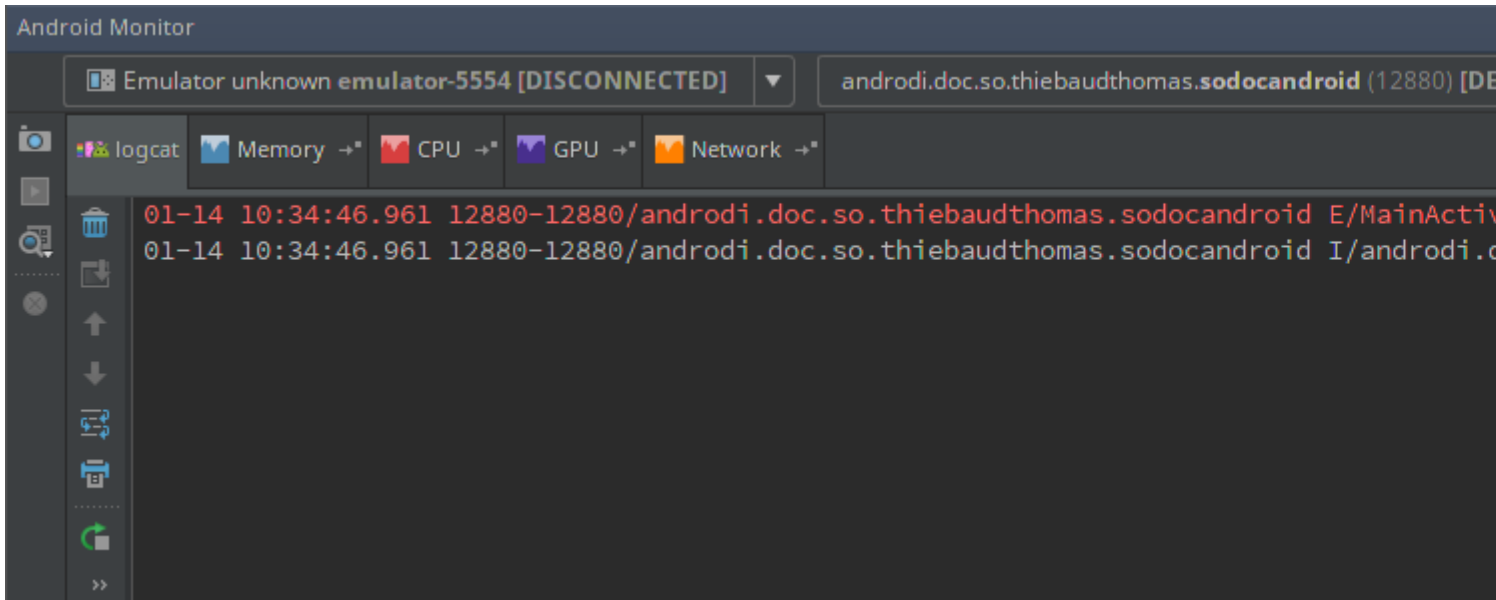 Android Monitor
Emulator unknown emulator-5554 [DISCONNECTED] androdi.doc.so.thiebaudthomas.sodocandroid (12880) [DE
logcat Memory CPU GPU Network
01-14 10:34:46.961 12880-12880/androdi.doc.so.thiebaudthomas.sodocandroid E/MainActiv
01-14 10:34:46.961 12880-12880/androdi.doc.so.thiebaudthomas.sodocandroid I/androdi.d